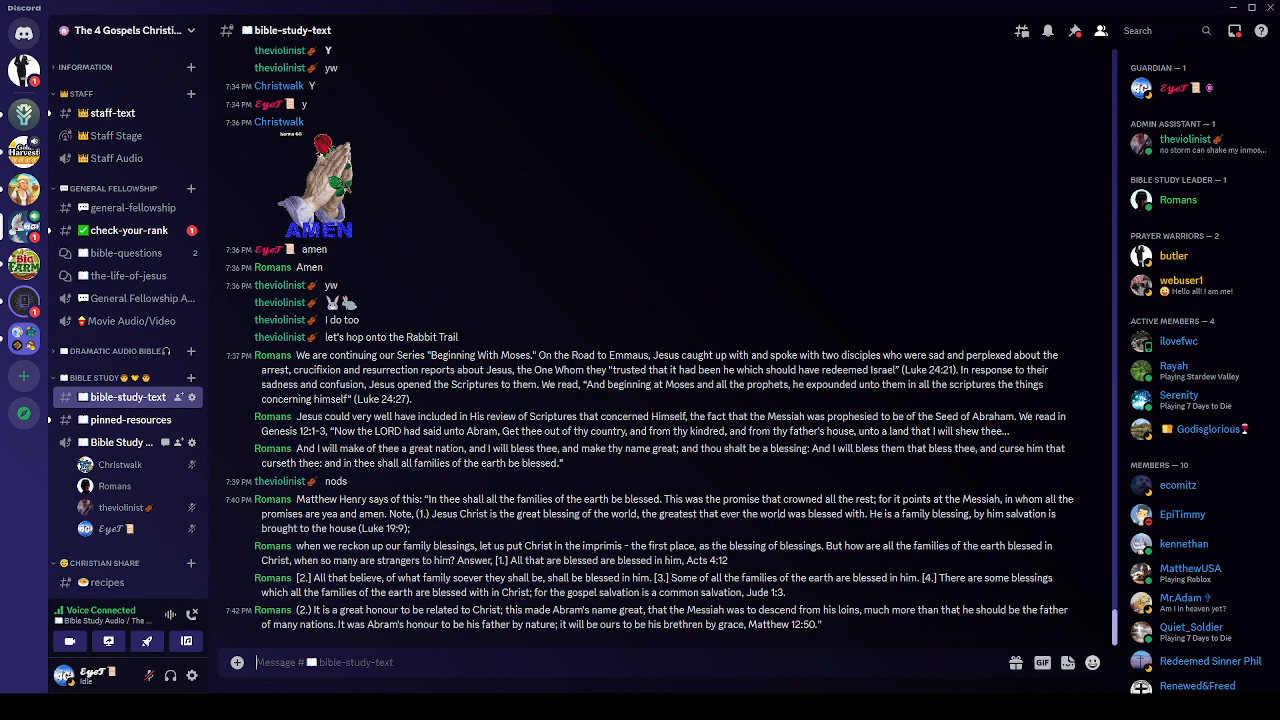 Discord
The 4 Gospels Christi...
INFORMATION
STAFF
staff-text
Staff Stage
Staff Audio
GENERAL FELLOWSHIP
general-fellowship
check-your-rank 1
bible-questions 2
the-life-of-jesus
General Fellowship A...
Movie Audio/Video
DRAMATIC AUDIO BIBLE
BIBLE STUDY
bible-study-text
pinned-resources
Bible Study ...
Christwalk
Romans
theviolinist
EyeT
CHRISTIAN SHARE
recipes
Voice Connected
Bible Study Audio / The ...
EyeT
Idle
bible-study-text
Search
theviolinist Y
theviolinist yw
7:34 PM Christwalk Y
7:34 PM EyeT y
7:36 PM Christwalk
Karma GG
AMEN
7:36 PM EyeT amen
7:36 PM Romans Amen
7:36 PM theviolinist yw
theviolinist
theviolinist I do too
theviolinist let's hop onto the Rabbit Trail
7:37 PM Romans We are continuing our Series "Beginning With Moses." On the Road to Emmaus, Jesus caught up with and spoke with two disciples who were sad and perplexed about the
arrest, crucifixion and resurrection reports about Jesus, the One Whom they "trusted that it had been he which should have redeemed Israel" (Luke 24:21). In response to their
sadness and confusion, Jesus opened the Scriptures to them. We read, “And beginning at Moses and all the prophets, he expounded unto them in all the scriptures the things
concerning himself” (Luke 24:27).
Romans Jesus could very well have included in His review of Scriptures that concerned Himself, the fact that the Messiah was prophesied to be of the Seed of Abraham. We read in
Genesis 12:1-3, “Now the LORD had said unto Abram, Get thee out of thy country, and from thy kindred, and from thy father's house, unto a land that I will shew thee...
Romans And I will make of thee a great nation, and I will bless thee, and make thy name great; and thou shalt be a blessing: And I will bless them that bless thee, and curse him that
curseth thee: and in thee shall all families of the earth be blessed.”
7:39 PM theviolinist nods
7:40 PM Romans Matthew Henry says of this: “In thee shall all the families of the earth be blessed. This was the promise that crowned all the rest; for it points at the Messiah, in whom all the
promises are yea and amen. Note, (1.) Jesus Christ is the great blessing of the world, the greatest that ever the world was blessed with. He is a family blessing, by him salvation is
brought to the house (Luke 19:9);
Romans when we reckon up our family blessings, let us put Christ in the imprimis - the first place, as the blessing of blessings. But how are all the families of the earth blessed in
Christ, when so many are strangers to him? Answer, [1.] All that are blessed are blessed in him, Acts 4:12
Romans [2.] All that believe, of what family soever they shall be, shall be blessed in him. [3.] Some of all the families of the earth are blessed in him. [4.] There are some blessings
which all the families of the earth are blessed with in Christ; for the gospel salvation is a common salvation, Jude 1:3.
7:42 PM Romans (2.) It is a great honour to be related to Christ; this made Abram's name great, that the Messiah was to descend from his loins, much more than that he should be the father
of many nations. It was Abram's honour to be his father by nature; it will be ours to be his brethren by grace, Matthew 12:50.”
Message # bible-study-text
GIF
GUARDIAN — 1
EyeT
ADMIN ASSISTANT — 1
theviolinist
no storm can shake my inmos...
BIBLE STUDY LEADER — 1
Romans
PRAYER WARRIORS — 2
butler
webuser1
Hello all! I am me!
ACTIVE MEMBERS — 4
ilovefwc
Rayah
Playing Stardew Valley
Serenity
Playing 7 Days to Die
Godisglorious
MEMBERS — 10
ecomitz
EpiTimmy
kennethan
MatthewUSA
Playing Roblox
Mr.Adam
Am I in heaven yet?
Quiet_Soldier
Playing 7 Days to Die
Redeemed Sinner Phil
Renewed&Freed